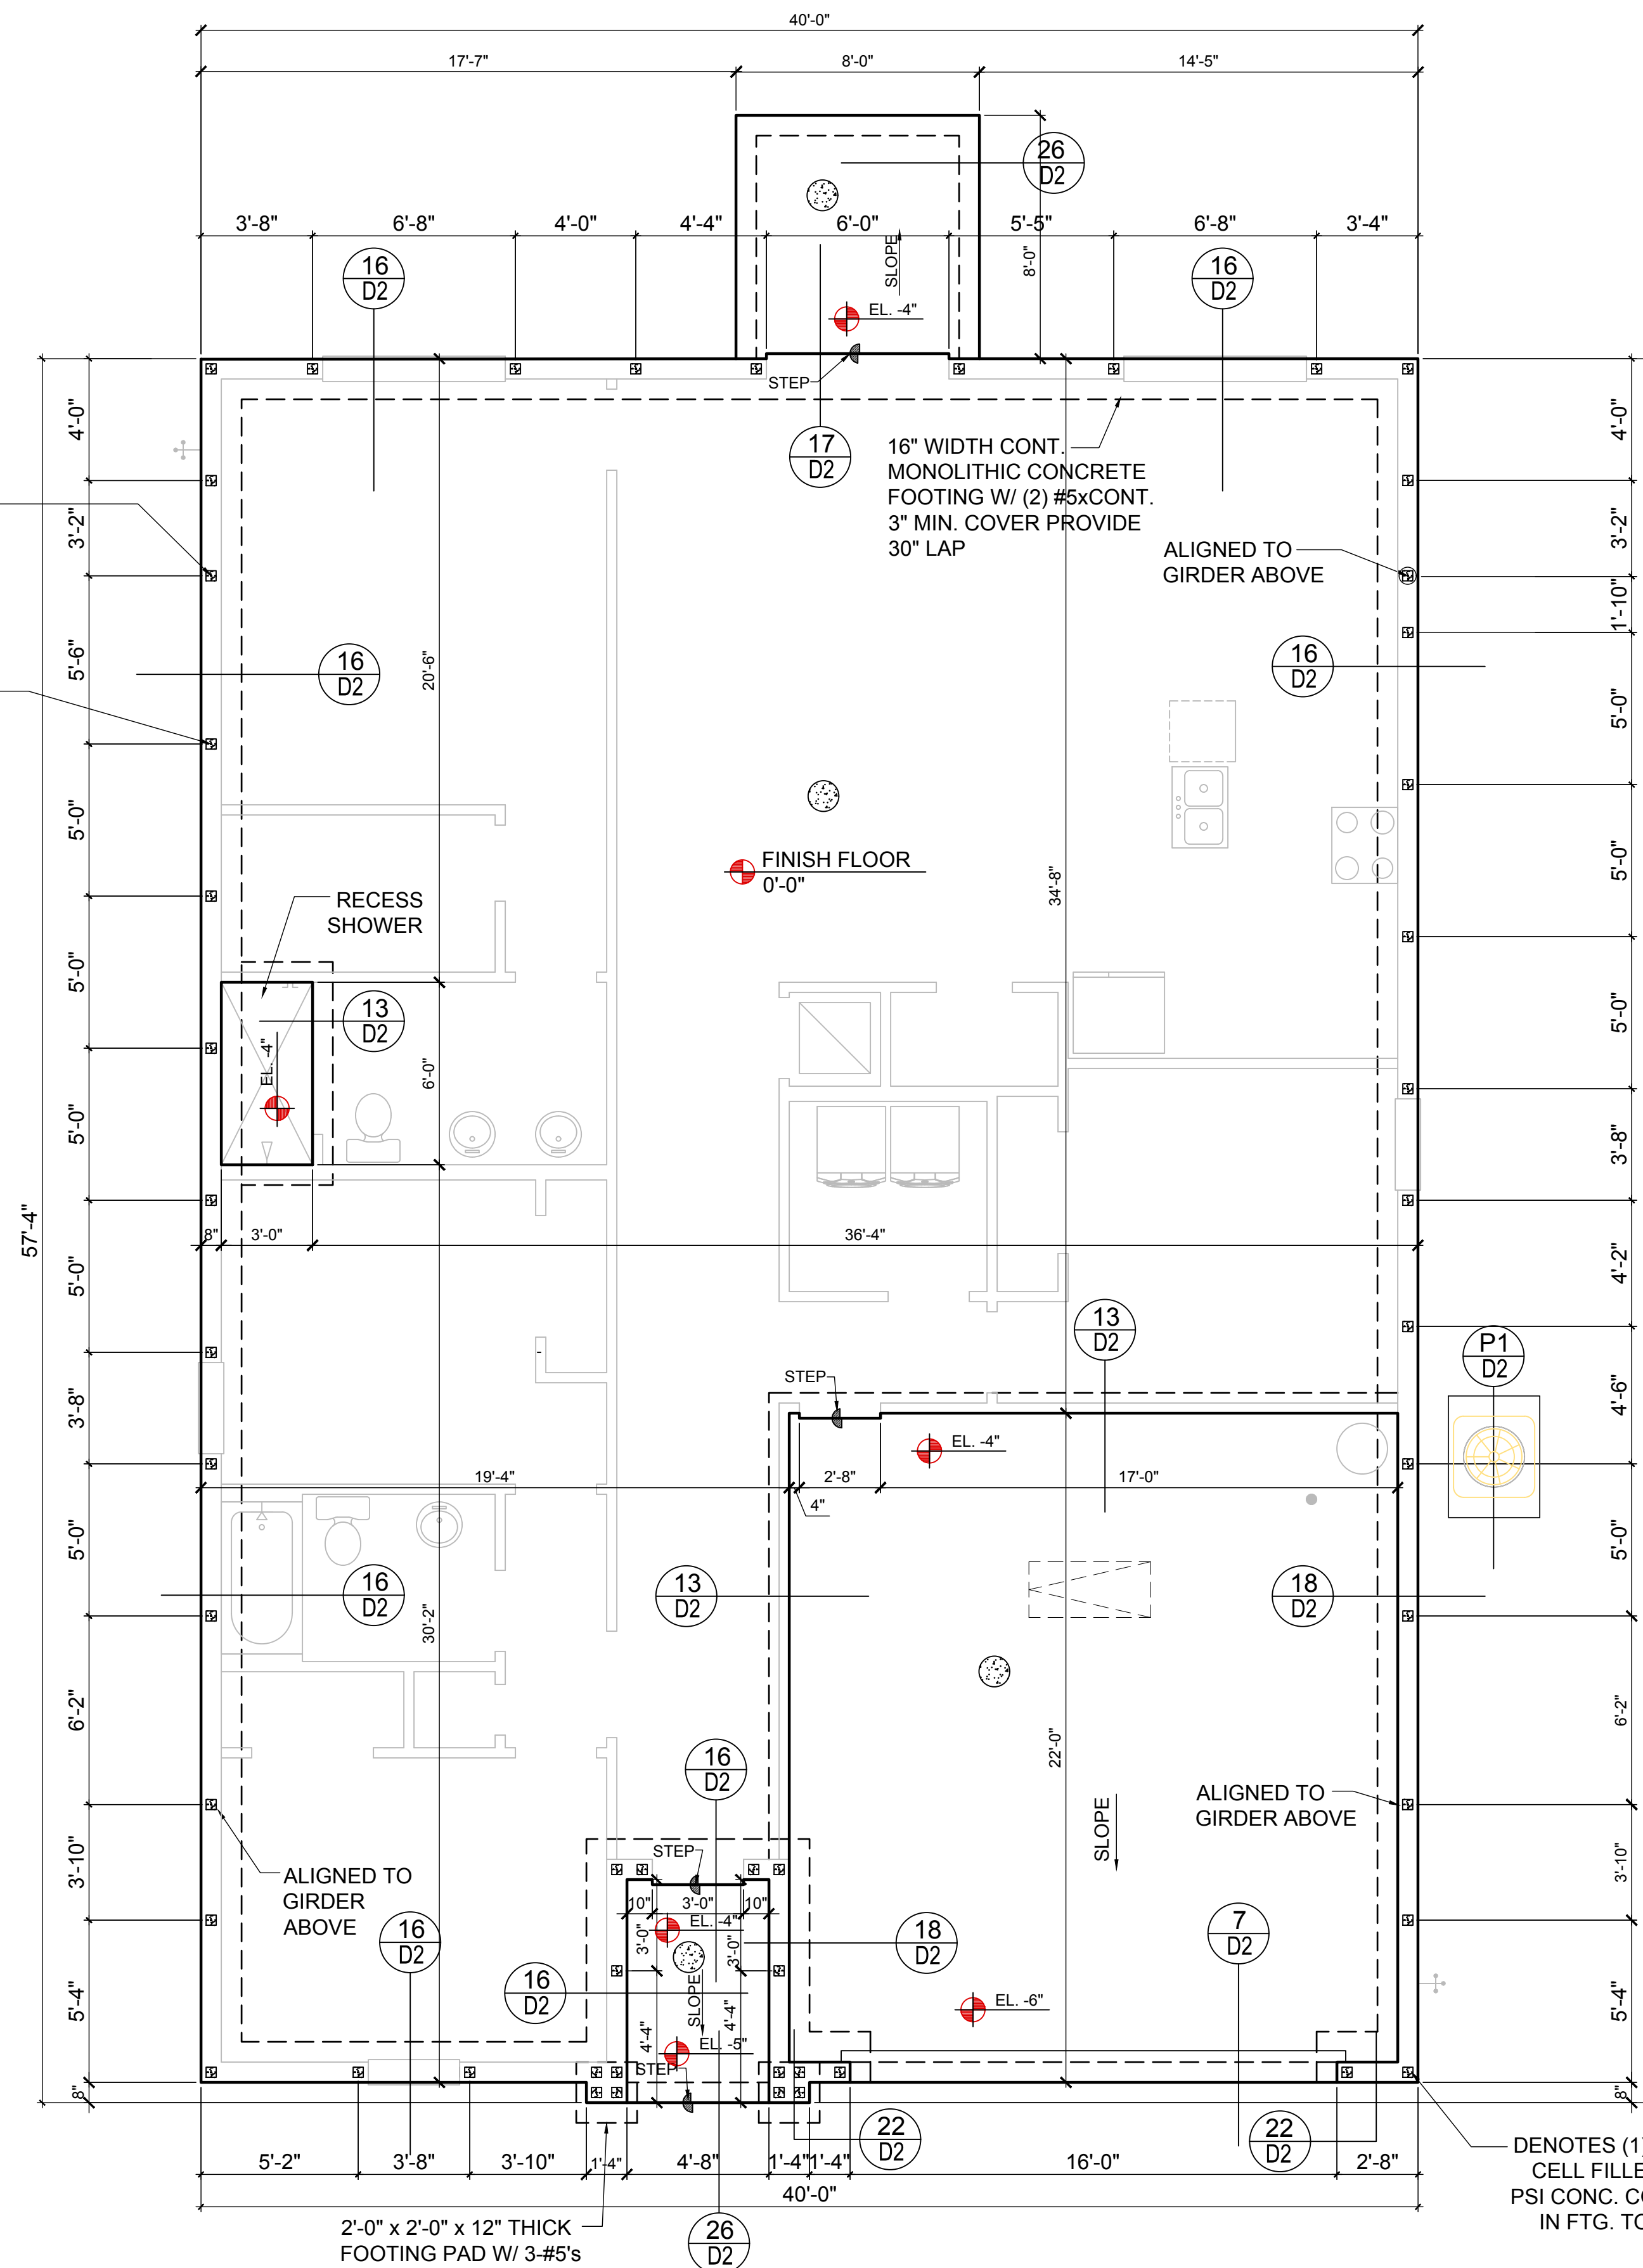 40'-0"
17'-7"
8'-0"
14'-5"
26
D2
3'-8"
6'-8"
4'-0"
4'-4"
6'-0"
5'-5"
6'-8"
3'-4"
SLOPE
8'-0"
16
D2
16
D2
EL. -4"
STEP
17
D2
16" WIDTH CONT.
MONOLITHIC CONCRETE
FOOTING W/ (2) #5xCONT.
3" MIN. COVER PROVIDE
30" LAP
ALIGNED TO
GIRDER ABOVE
4'-0"
3'-2"
5'-6"
5'-0"
5'-0"
5'-0"
5'-0"
3'-8"
5'-0"
6'-2"
3'-10"
5'-4"
8"
57'-4"
4'-0"
3'-2"
1'-10"
5'-0"
5'-0"
5'-0"
3'-8"
4'-2"
4'-6"
5'-0"
6'-2"
3'-10"
5'-4"
8"
16
D2
20'-6"
16
D2
FINISH FLOOR
0'-0"
34'-8"
RECESS
SHOWER
13
D2
EL. -4"
6'-0"
8"
3'-0"
36'-4"
13
D2
P1
D2
STEP
EL. -4"
19'-4"
2'-8"
17'-0"
4"
16
D2
13
D2
18
D2
30'-2"
22'-0"
16
D2
SLOPE
ALIGNED TO
GIRDER ABOVE
STEP
ALIGNED TO
GIRDER
ABOVE
10"
3'-0"
10"
EL. -4"
3'-0"
3'-0"
16
D2
18
D2
7
D2
16
D2
SLOPE
4'-4"
4'-4"
EL. -6"
EL. -5"
STEP
22
D2
22
D2
5'-2"
3'-8"
3'-10"
1'-4"
4'-8"
1'-4"
1'-4"
16'-0"
2'-8"
40'-0"
DENOTES (1)
CELL FILLE
PSI CONC. C
IN FTG. TO
2'-0" x 2'-0" x 12" THICK
FOOTING PAD W/ 3-#5's
26
D2